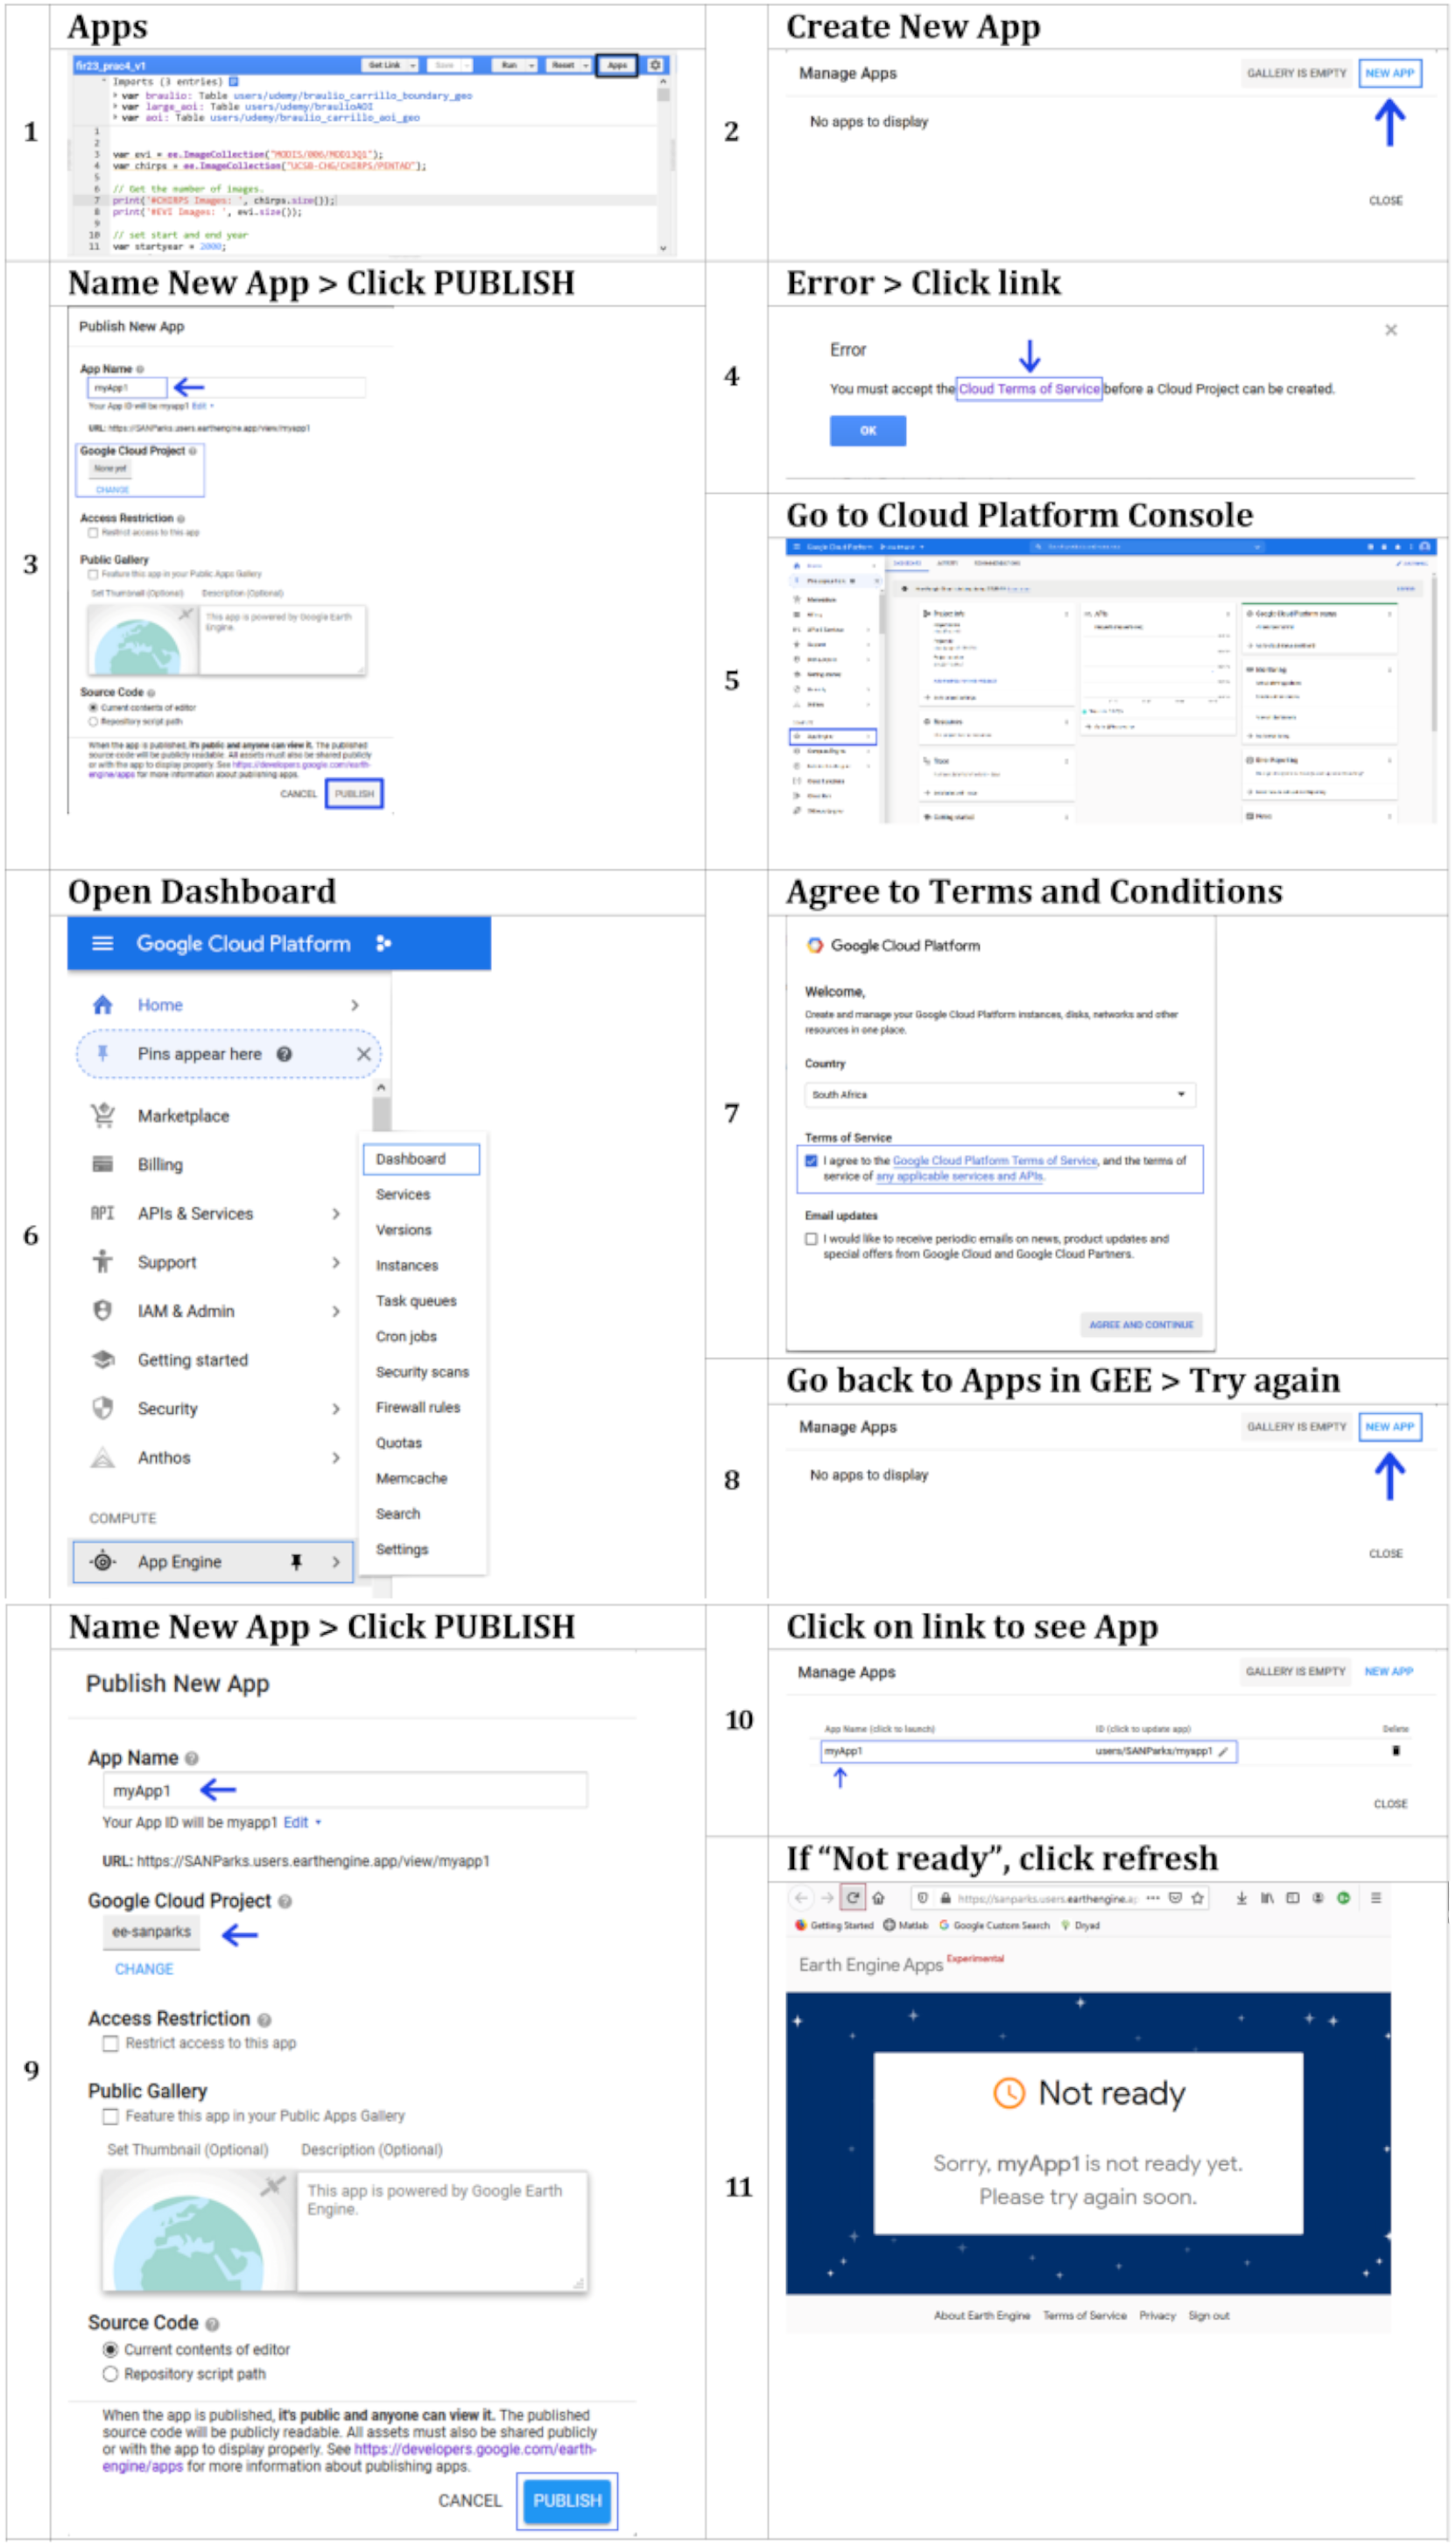 Apps
1
fir23_prac4_v1
Get Link
Save
Run
Reset
Apps
Imports (3 entries)
var braulio: Table users/udemy/braulio_carrillo_boundary_geo
var large_aoi: Table users/udemy/braulioAOI
var aoi: Table users/udemy/braulio_carrillo_aoi_geo
1
2
3 var evi = ee.ImageCollection("MODIS/006/MOD13Q1");
4 var chirps = ee.ImageCollection("UCSB-CHG/CHIRPS/PENTAD");
5
6 // Get the number of images.
7 print('#CHIRPS Images: ', chirps.size());
8 print('#EVI Images: ', evi.size());
9
10 // set start and end year
11 var startyear = 2000;
Create New App
2
Manage Apps
GALLERY IS EMPTY
NEW APP
No apps to display
CLOSE
Name New App > Click PUBLISH
3
Publish New App
App Name
myApp1
Your App ID will be myapp1 Edit
URL: https://SANParks.users.earthengine.app/view/myapp1
Google Cloud Project
None yet
CHANGE
Access Restriction
Restrict access to this app
Public Gallery
Feature this app in your Public Apps Gallery
Set Thumbnail (Optional)
Description (Optional)
This app is powered by Google Earth
Engine.
Source Code
Current contents of editor
Repository script path
When the app is published, it's public and anyone can view it. The published
source code will be publicly readable. All assets must also be shared publicly
or with the app to display properly. See https://developers.google.com/earth-
engine/apps for more information about publishing apps.
CANCEL
PUBLISH
Error > Click link
4
Error
You must accept the Cloud Terms of Service before a Cloud Project can be created.
OK
Go to Cloud Platform Console
5
Google Cloud Platform
Home
Marketplace
Billing
Support
Getting started
Security
Project info
APIs
Google Cloud Platform status
Resources
Monitoring
Trace
Error Reporting
Getting started
News
App Engine
Compute Engine
Open Dashboard
6
Google Cloud Platform
Home
Pins appear here
Marketplace
Billing
APIs & Services
Support
IAM & Admin
Getting started
Security
Anthos
COMPUTE
App Engine
Dashboard
Services
Versions
Instances
Task queues
Cron jobs
Security scans
Firewall rules
Quotas
Memcache
Search
Settings
Agree to Terms and Conditions
7
Google Cloud Platform
Welcome,
Create and manage your Google Cloud Platform instances, disks, networks and other
resources in one place.
Country
South Africa
Terms of Service
I agree to the Google Cloud Platform Terms of Service, and the terms of
service of any applicable services and APIs.
Email updates
I would like to receive periodic emails on news, product updates and
special offers from Google Cloud and Google Cloud Partners.
AGREE AND CONTINUE
Go back to Apps in GEE > Try again
8
Manage Apps
GALLERY IS EMPTY
NEW APP
No apps to display
CLOSE
Name New App > Click PUBLISH
9
Publish New App
App Name
myApp1
Your App ID will be myapp1 Edit
URL: https://SANParks.users.earthengine.app/view/myapp1
Google Cloud Project
ee-sanparks
CHANGE
Access Restriction
Restrict access to this app
Public Gallery
Feature this app in your Public Apps Gallery
Set Thumbnail (Optional)
Description (Optional)
This app is powered by Google Earth
Engine.
Source Code
Current contents of editor
Repository script path
When the app is published, it's public and anyone can view it. The published
source code will be publicly readable. All assets must also be shared publicly
or with the app to display properly. See https://developers.google.com/earth-
engine/apps for more information about publishing apps.
CANCEL
PUBLISH
Click on link to see App
10
Manage Apps
GALLERY IS EMPTY
NEW APP
App Name (click to launch)
ID (click to update app)
Delete
myApp1
users/SANParks/myapp1
CLOSE
If “Not ready”, click refresh
11
https://sanparks.users.earthengine.a
Getting Started
Matlab
Google Custom Search
Dryad
Earth Engine Apps Experimental
Not ready
Sorry, myApp1 is not ready yet.
Please try again soon.
About Earth Engine
Terms of Service
Privacy
Sign out